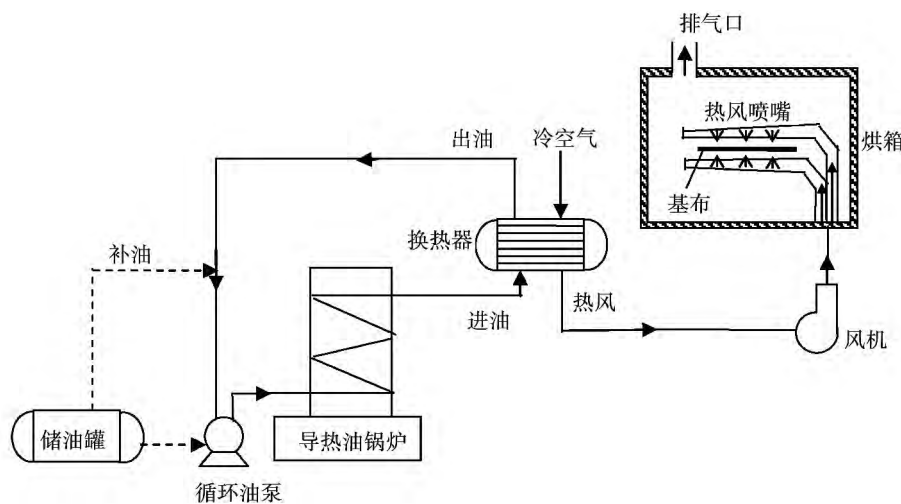 排气口
热风喷嘴
烘箱
基布
出油
冷空气
换热器
补油
进油
热风
风机
储油罐
导热油锅炉
循环油泵